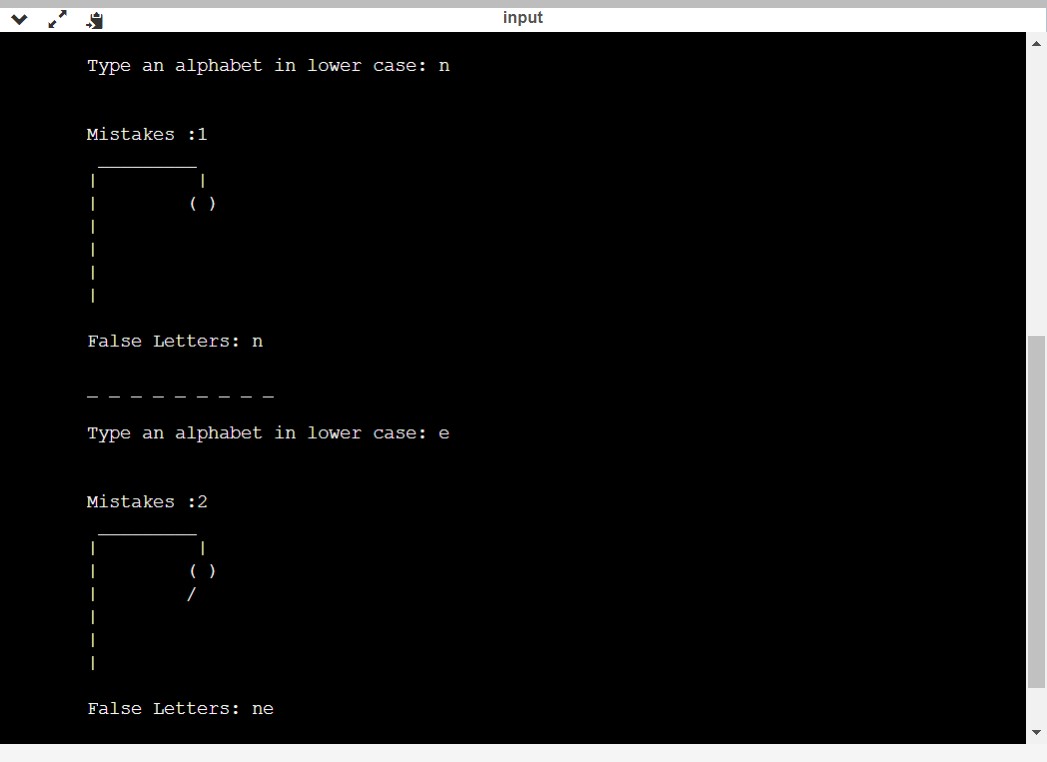 input
Type an alphabet in lower case: n
Mistakes :1
 _________
|         |
|        ( )
|
|
|
|
False Letters: n
_ _ _ _ _ _ _ _ _
Type an alphabet in lower case: e
Mistakes :2
 _________
|         |
|        ( )
|        /
|
|
|
False Letters: ne